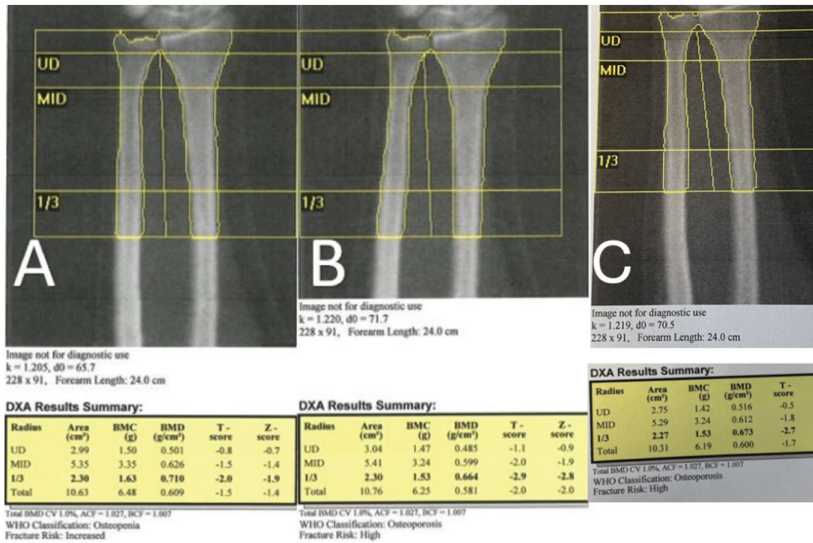 UD
MID
1/3
A
Image not for diagnostic use
k = 1.205, d0 = 65.7
228 x 91, Forearm Length: 24.0 cm
DXA Results Summary:
Radius Area (cm²) BMC (g) BMD (g/cm²) T - score Z - score
UD 2.99 1.50 0.501 -0.8 -0.7
MID 5.35 3.35 0.626 -1.5 -1.4
1/3 2.30 1.63 0.710 -2.0 -1.9
Total 10.63 6.48 0.609 -1.5 -1.4
Total BMD CV 1.0%, ACF = 1.027, BCF = 1.007
WHO Classification: Osteopenia
Fracture Risk: Increased
UD
MID
1/3
B
Image not for diagnostic use
k = 1.220, d0 = 71.7
228 x 91, Forearm Length: 24.0 cm
DXA Results Summary:
Radius Area (cm²) BMC (g) BMD (g/cm²) T - score Z - score
UD 3.04 1.47 0.485 -1.1 -0.9
MID 5.41 3.24 0.599 -2.0 -1.9
1/3 2.30 1.53 0.664 -2.9 -2.8
Total 10.76 6.25 0.581 -2.0 -2.0
Total BMD CV 1.0%, ACF = 1.027, BCF = 1.007
WHO Classification: Osteoporosis
Fracture Risk: High
UD
MID
1/3
C
Image not for diagnostic use
k = 1.219, d0 = 70.5
228 x 91, Forearm Length: 24.0 cm
DXA Results Summary:
Radius Area (cm²) BMC (g) BMD (g/cm²) T - score
UD 2.75 1.42 0.516 -0.5
MID 5.29 3.24 0.612 -1.8
1/3 2.27 1.53 0.673 -2.7
Total 10.31 6.19 0.600 -1.7
Total BMD CV 1.0%, ACF = 1.027, BCF = 1.007
WHO Classification: Osteoporosis
Fracture Risk: High